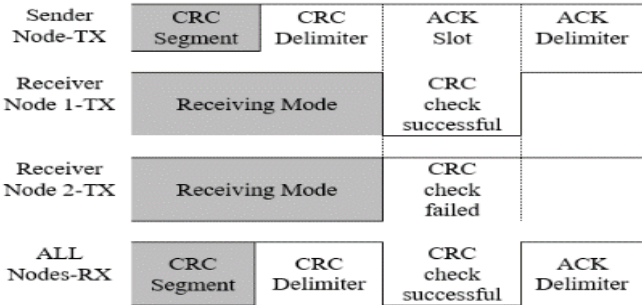 Sender
Node-TX
CRC
Segment
CRC
Delimiter
ACK
Slot
ACK
Delimiter
Receiver
Node 1-TX
Receiving Mode
CRC
check
successful
Receiver
Node 2-TX
Receiving Mode
CRC
check
failed
ALL
Nodes-RX
CRC
Segment
CRC
Delimiter
CRC
check
successful
ACK
Delimiter